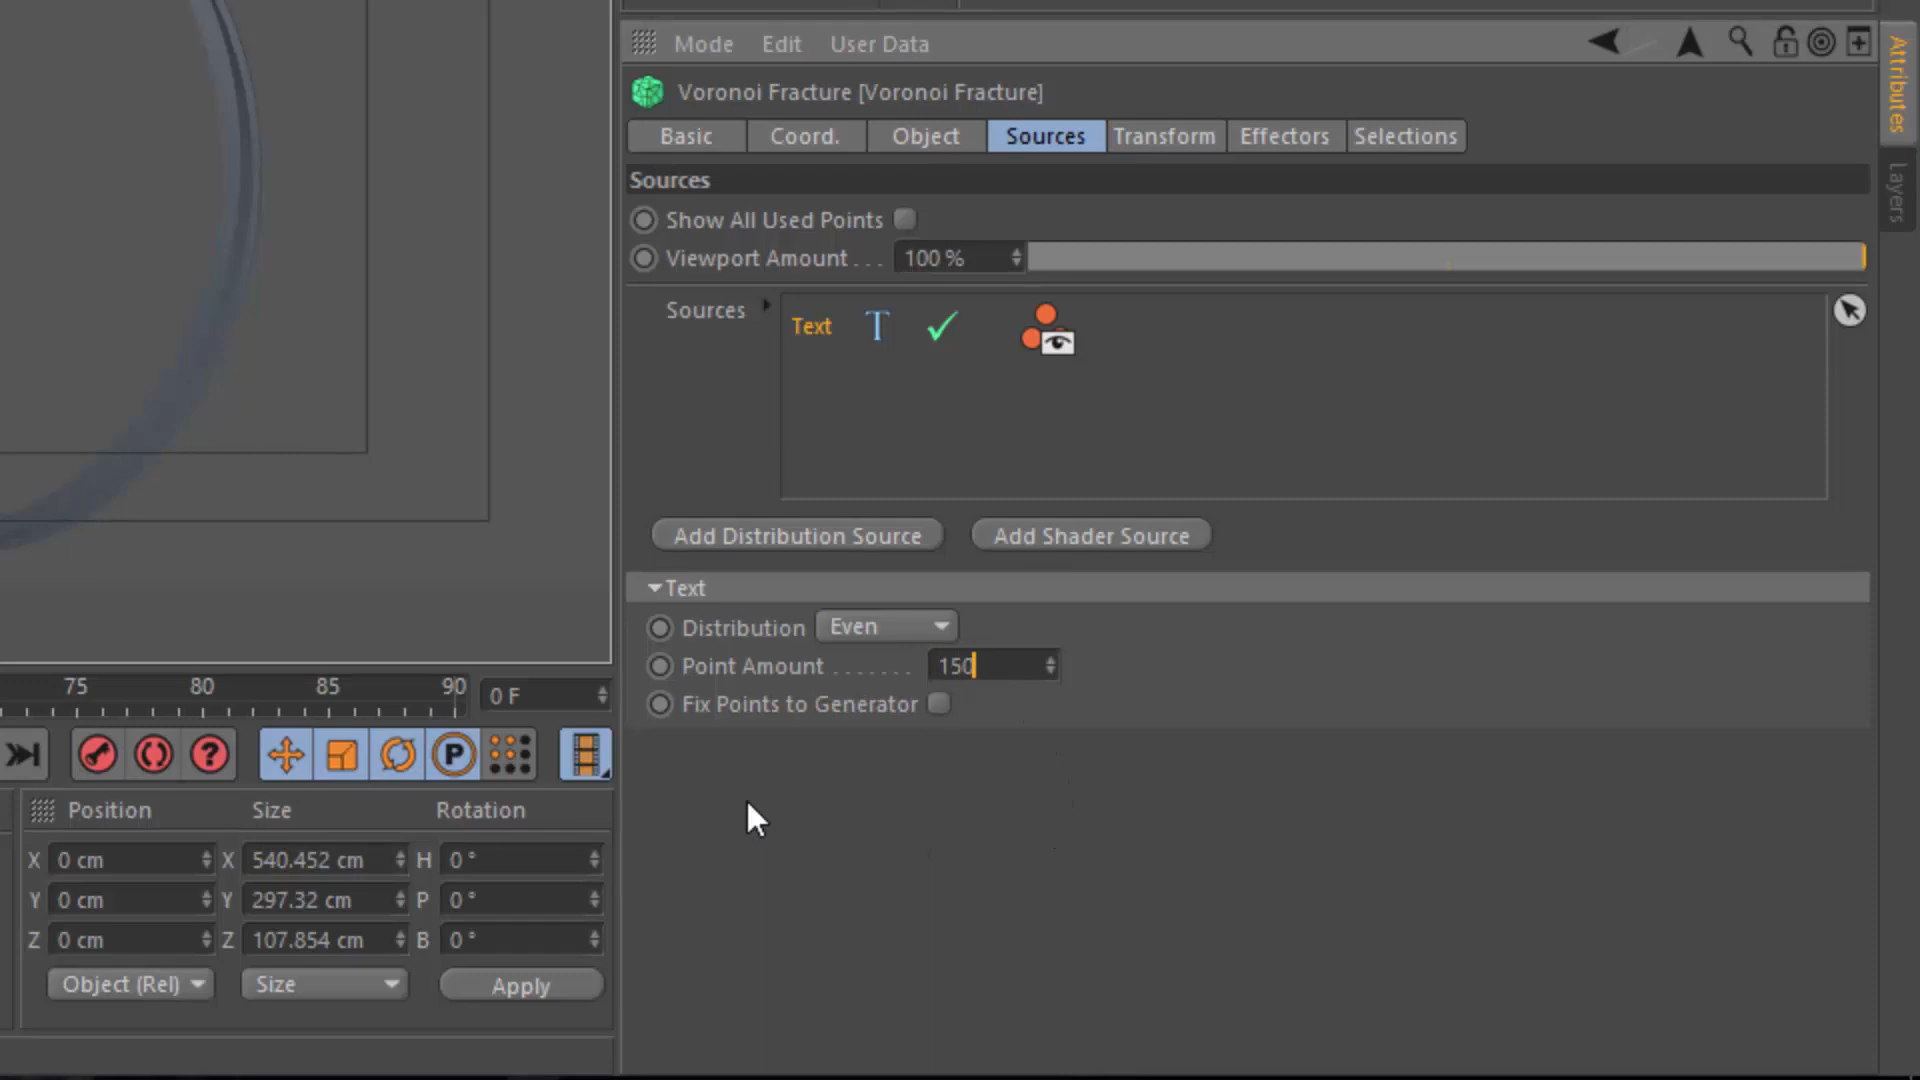 Mode Edit User Data
Voronoi Fracture [Voronoi Fracture]
Basic Coord. Object Sources Transform Effectors Selections
Sources
Show All Used Points
Viewport Amount . . . 100 %
Sources Text T
Add Distribution Source Add Shader Source
Text
Distribution Even
Point Amount . . . . . . . 150
Fix Points to Generator
Attributes
Layers
75 80 85 90 0 F
? P
Position Size Rotation
X 0 cm X 540.452 cm H 0 °
Y 0 cm Y 297.32 cm P 0 °
Z 0 cm Z 107.854 cm B 0 °
Object (Rel) Size Apply